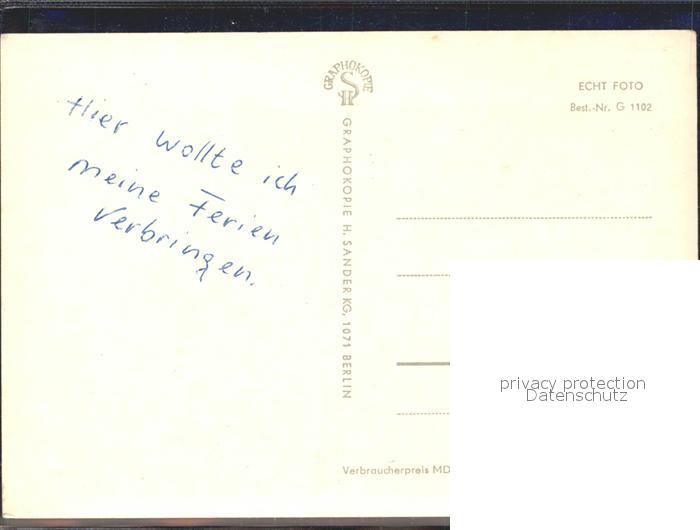 GRAPHOKOPIE
H S
ECHT FOTO
Best.-Nr. G 1102
Hier wollte ich
meine Ferien
verbringen.
GRAPHOKOPIE H. SANDER KG, 1071 BERLIN
privacy protection
Datenschutz
Verbraucherpreis MD